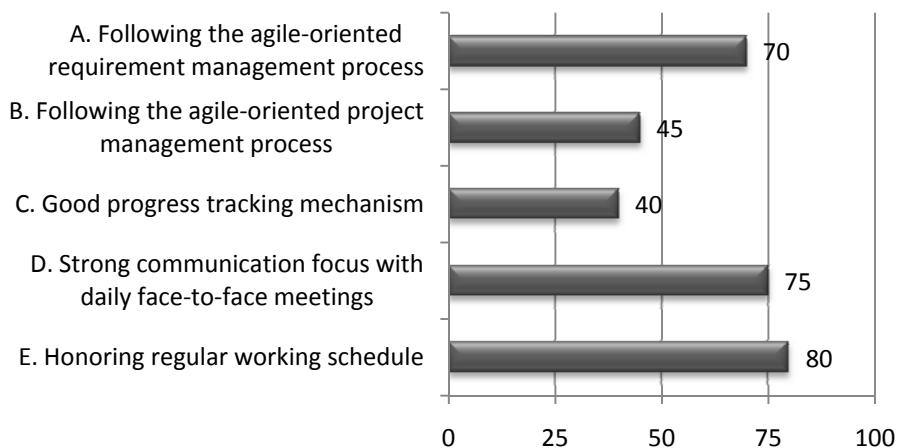 A. Following the agile-oriented
requirement management process
70
B. Following the agile-oriented project
management process
45
C. Good progress tracking mechanism
40
D. Strong communication focus with
daily face-to-face meetings
75
E. Honoring regular working schedule
80
0 25 50 75 100